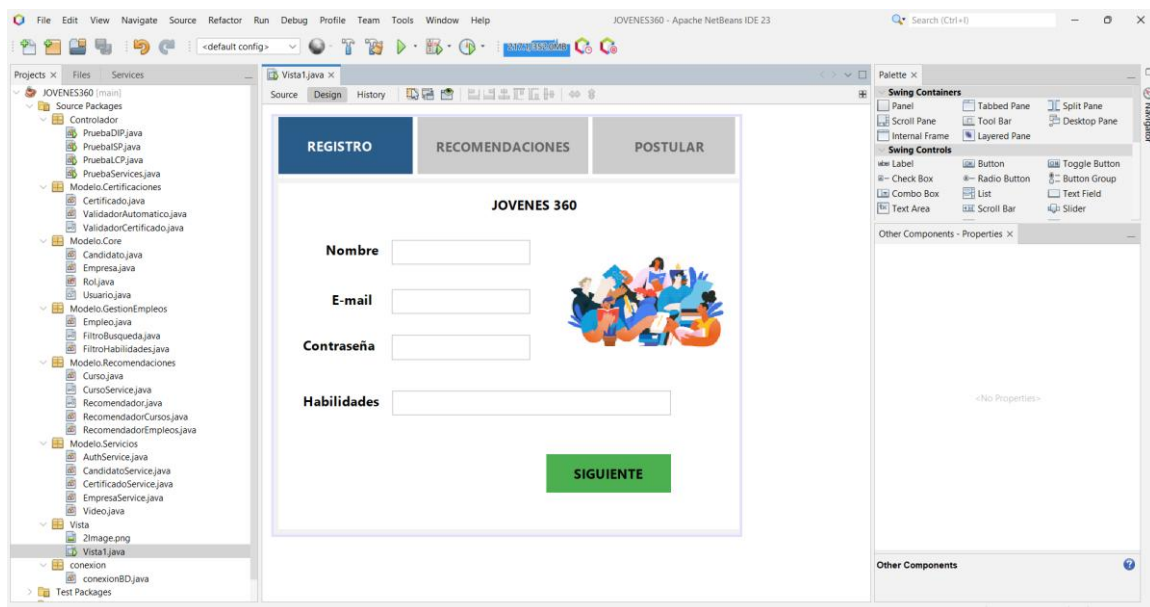 File Edit View Navigate Source Refactor Run Debug Profile Team Tools Window Help
JOVENES360 - Apache NetBeans IDE 23
Search (Ctrl+I)
<default config>
Projects Files Services
JOVENES360 [main]
Source Packages
Controlador
PruebaDIP.java
PruebaISP.java
PruebaLCP.java
PruebaServices.java
Modelo.Certificaciones
Certificado.java
ValidadorAutomatico.java
ValidadorCertificado.java
Modelo.Core
Candidato.java
Empresa.java
Rol.java
Usuario.java
Modelo.GestionEmpleos
Empleo.java
FiltroBusqueda.java
FiltroHabilidades.java
Modelo.Recomendaciones
Curso.java
CursoService.java
Recomendador.java
RecomendadorCursos.java
RecomendadorEmpleos.java
Modelo.Servicios
AuthService.java
CandidatoService.java
CertificadoService.java
EmpresaService.java
Video.java
Vista
2Image.png
Vista1.java
conexion
conexionBD.java
Test Packages
Vista1.java
Source Design History
REGISTRO RECOMENDACIONES POSTULAR
JOVENES 360
Nombre
E-mail
Contraseña
Habilidades
SIGUIENTE
Palette
Swing Containers
Panel Tabbed Pane Split Pane
Scroll Pane Tool Bar Desktop Pane
Internal Frame Layered Pane
Swing Controls
Label Button Toggle Button
Check Box Radio Button Button Group
Combo Box List Text Field
Text Area Scroll Bar Slider
Other Components - Properties
<No Properties>
Other Components
Navigator